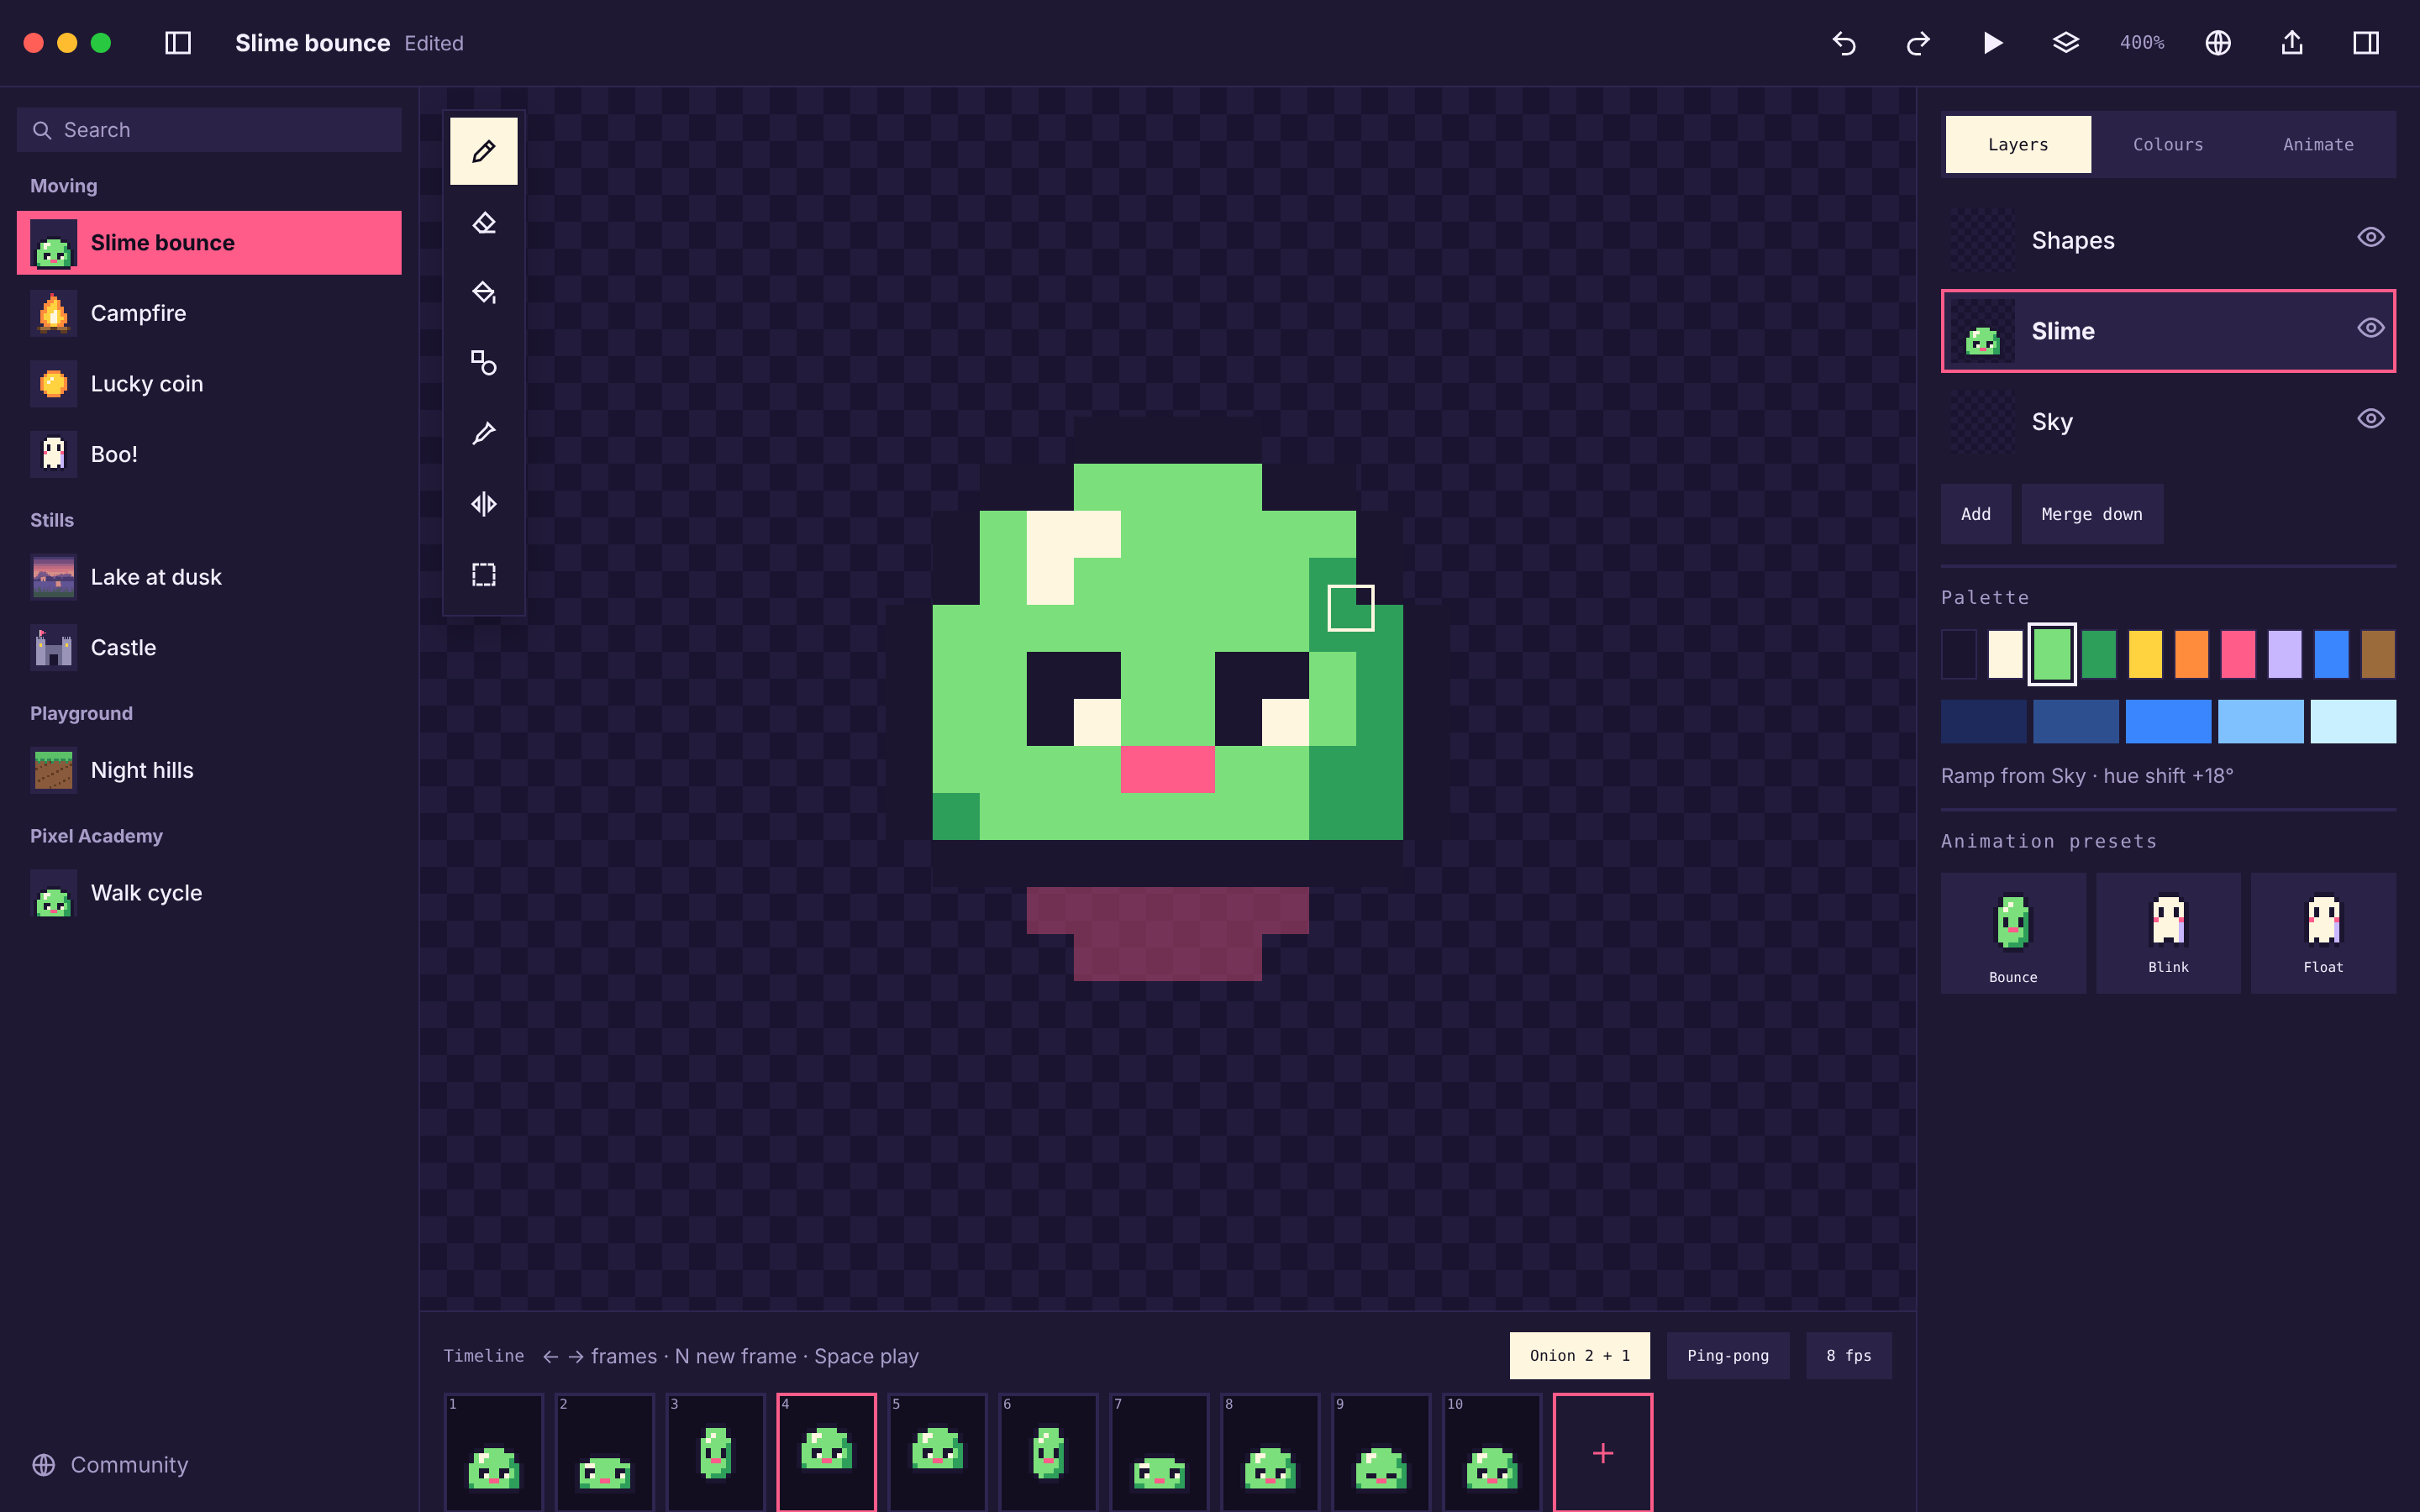 Slime bounce Edited
400%
Search
Moving
Slime bounce
Campfire
Lucky coin
Boo!
Stills
Lake at dusk
Castle
Playground
Night hills
Pixel Academy
Walk cycle
Community
Layers Colours Animate
Shapes
Slime
Sky
Add Merge down
Palette
Ramp from Sky · hue shift +18°
Animation presets
Bounce Blink Float
Timeline ← → frames · N new frame · Space play
Onion 2 + 1 Ping-pong 8 fps
1 2 3 4 5 6 7 8 9 10